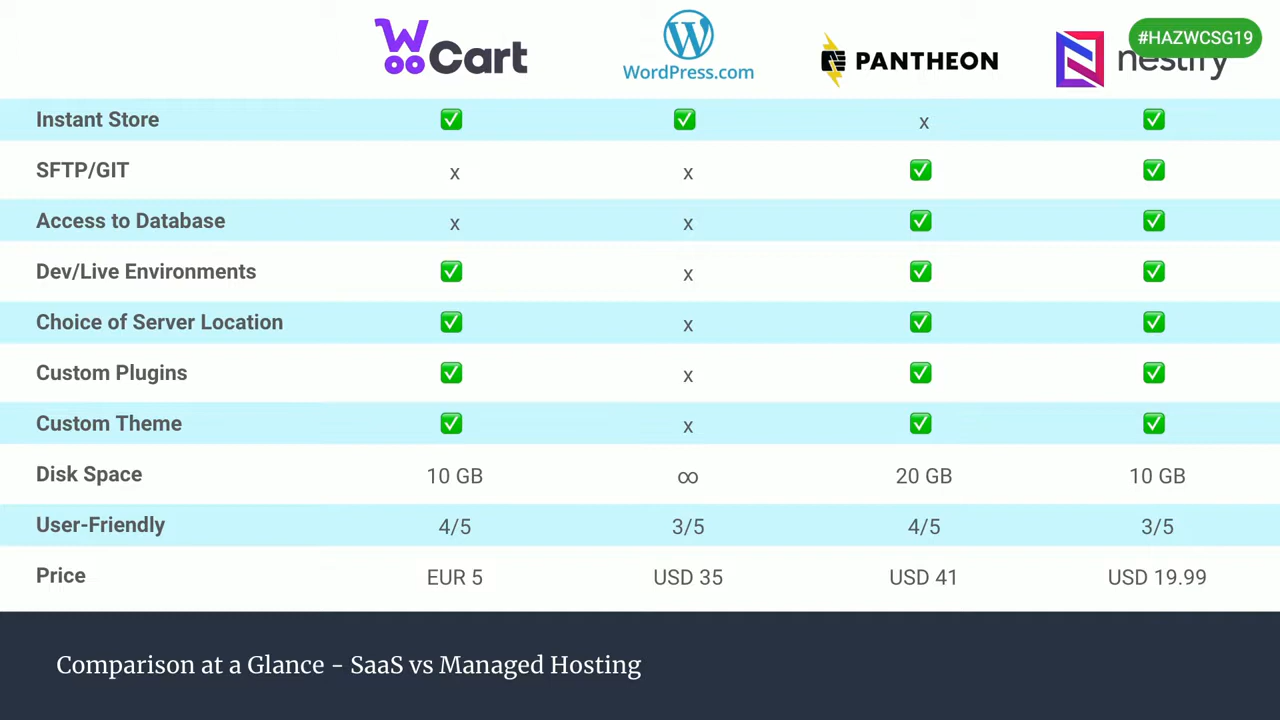 W Cart
WordPress.com
PANTHEON
nestify
#HAZWCSG19
Instant Store ✅ ✅ x ✅
SFTP/GIT x x ✅ ✅
Access to Database x x ✅ ✅
Dev/Live Environments ✅ x ✅ ✅
Choice of Server Location ✅ x ✅ ✅
Custom Plugins ✅ x ✅ ✅
Custom Theme ✅ x ✅ ✅
Disk Space 10 GB ∞ 20 GB 10 GB
User-Friendly 4/5 3/5 4/5 3/5
Price EUR 5 USD 35 USD 41 USD 19.99
Comparison at a Glance - SaaS vs Managed Hosting